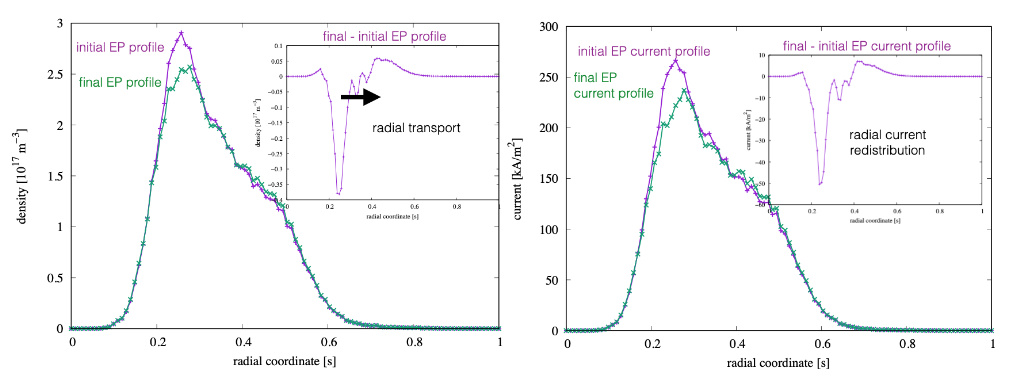 3
2.5
2
1.5
1
0.5
0
density [10^17 m^−3]
initial EP profile
final EP profile
final - initial EP profile
0.1
0.05
0.00
−0.05
−0.1
−0.15
−0.2
−0.25
−0.3
−0.35
−0.4
density [10^17 m^−3]
radial transport
0 0.2 0.4 0.6 0.8 1
radial coordinate [s]
0 0.2 0.4 0.6 0.8 1
radial coordinate [s]
300
250
200
150
100
50
0
current [kA/m^2]
initial EP current profile
final EP
current profile
final - initial EP current profile
10
0
−10
−20
−30
−40
−50
−60
current [kA/m^2]
radial current
redistribution
0 0.2 0.4 0.6 0.8 1
radial coordinate [s]
0 0.2 0.4 0.6 0.8 1
radial coordinate [s]